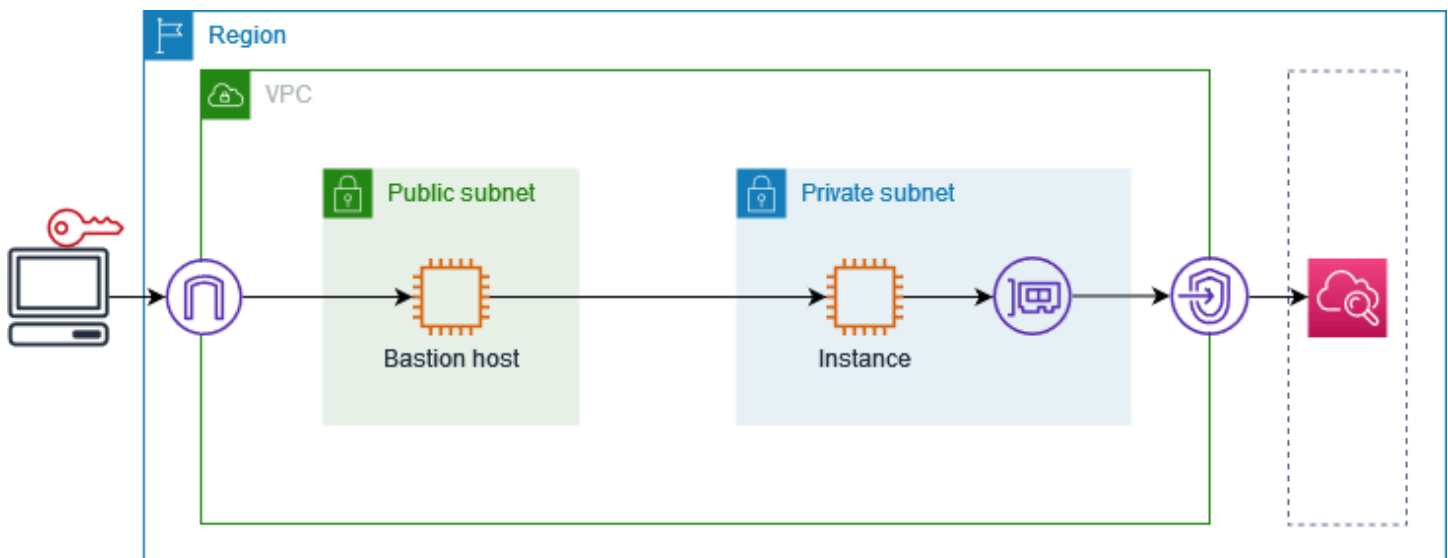 Region
VPC
Public subnet
Private subnet
Bastion host
Instance